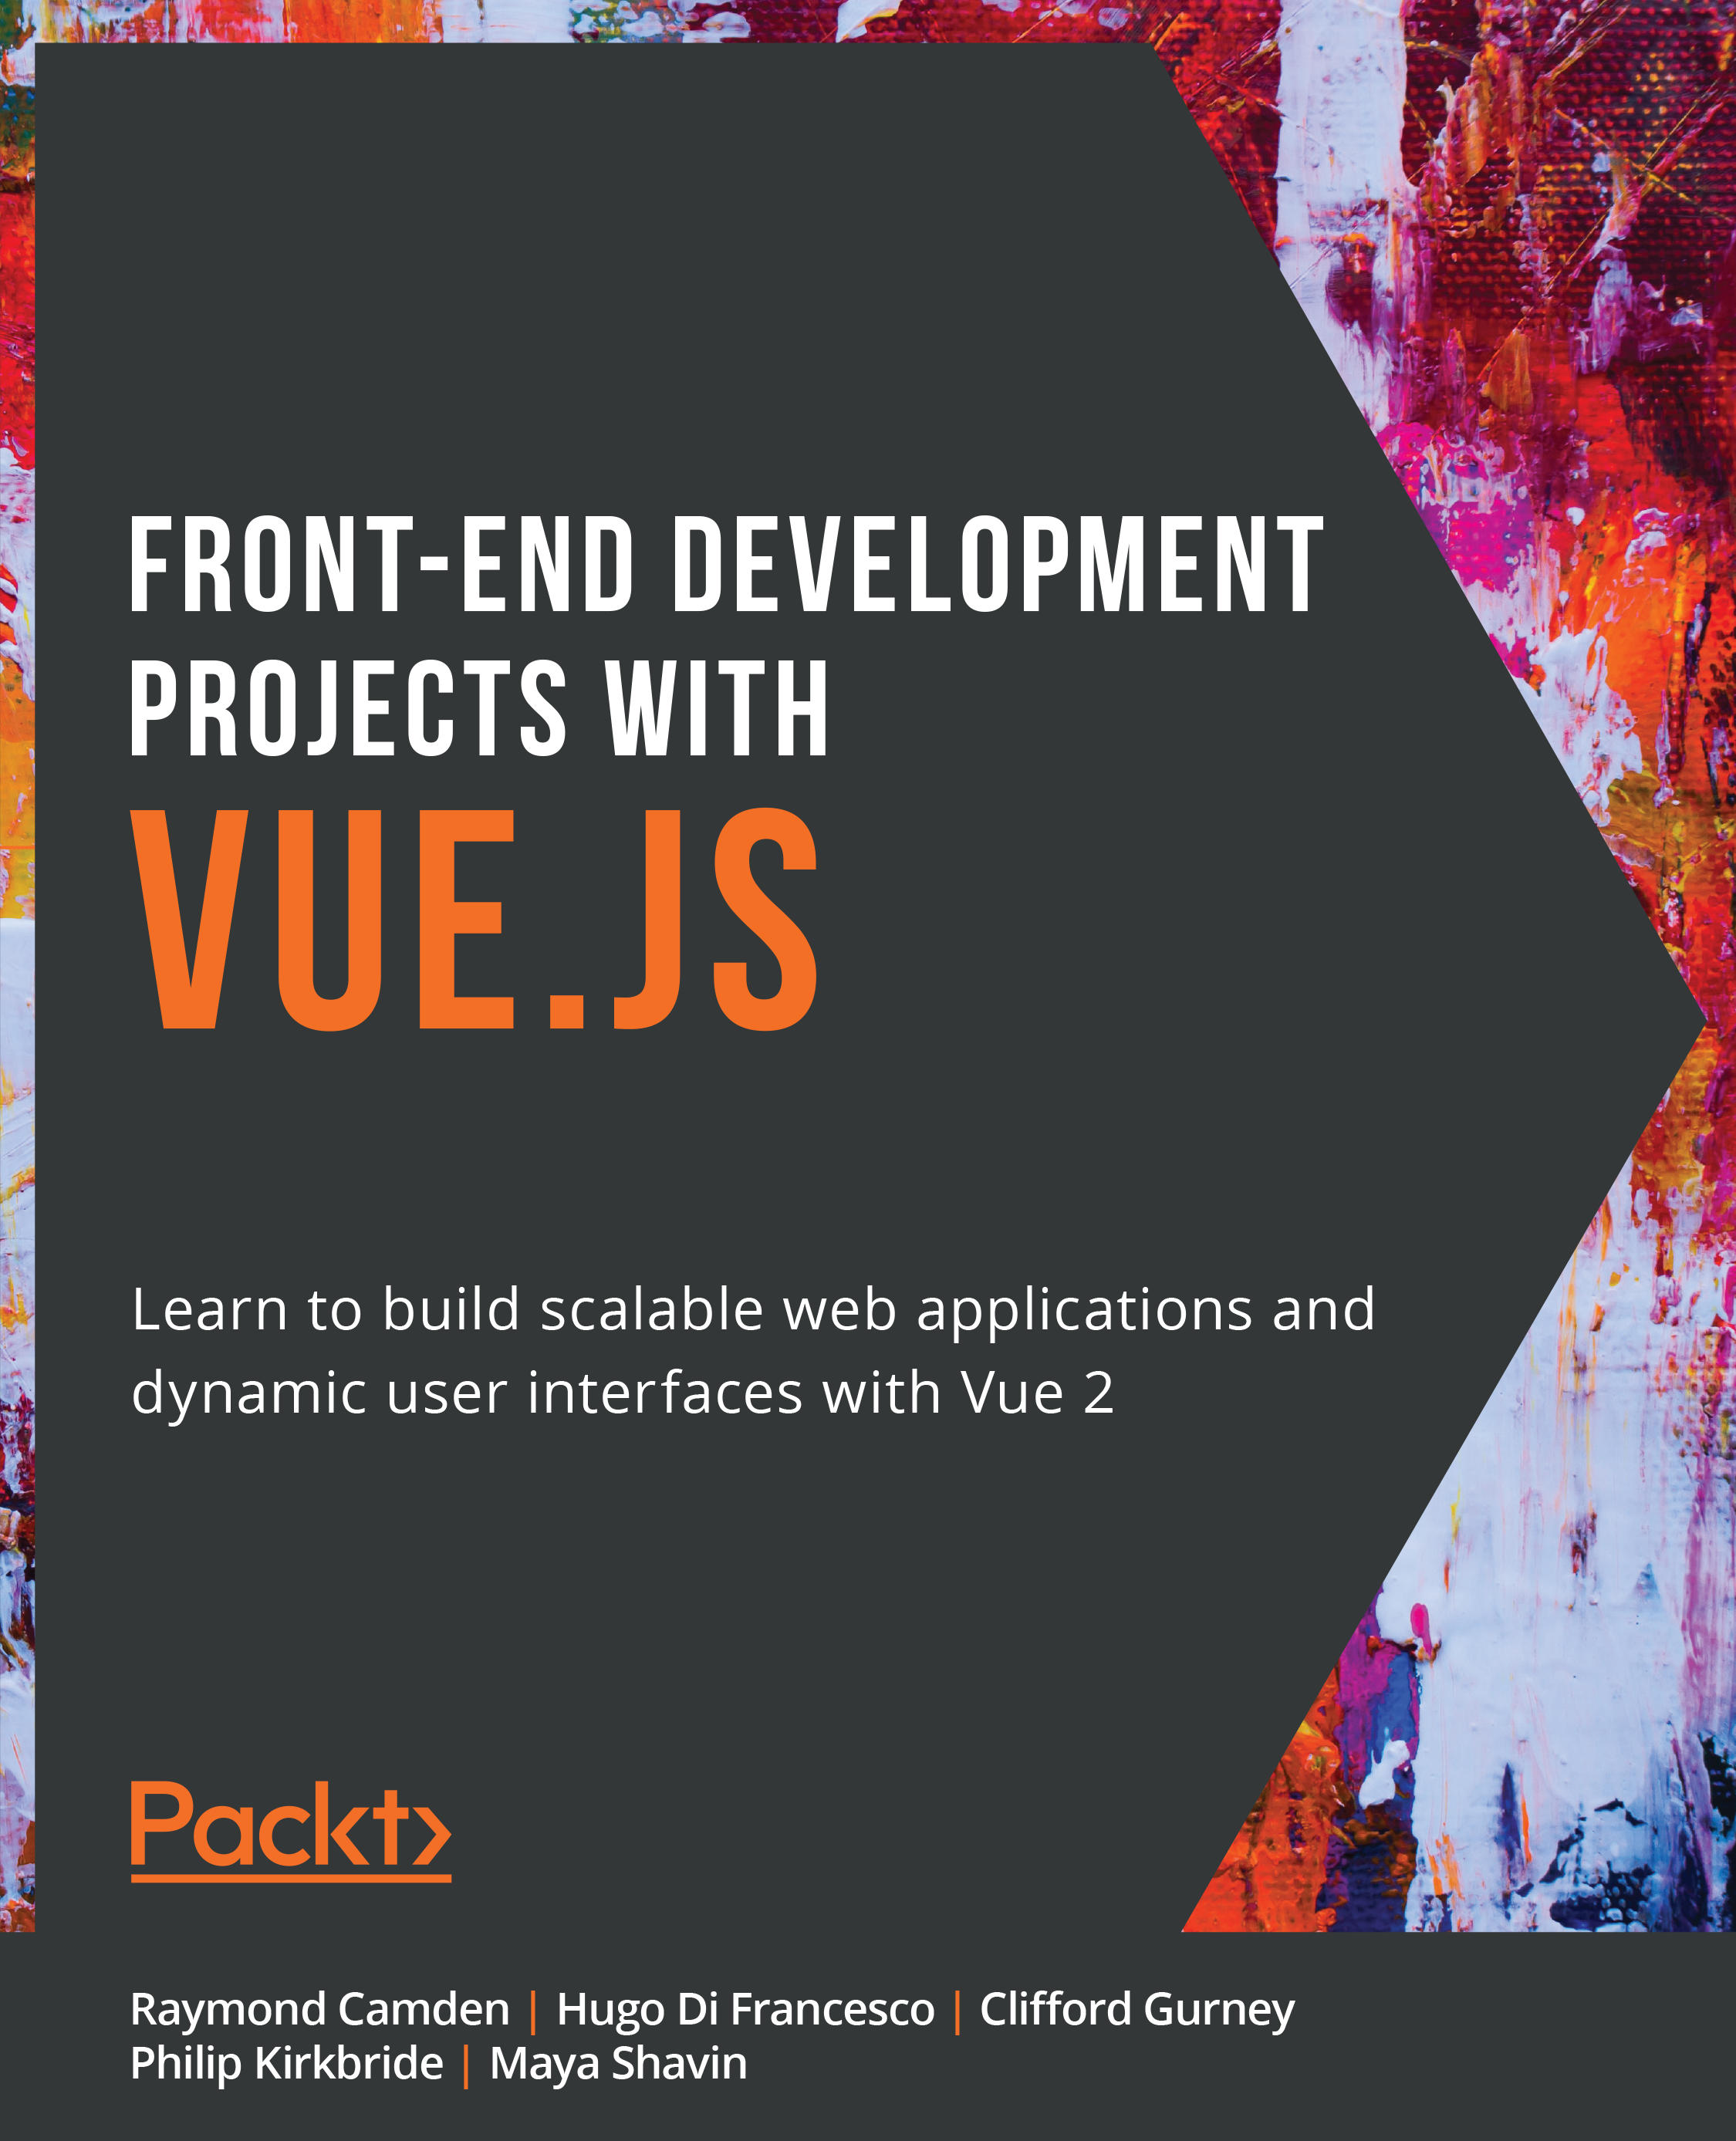 FRONT-END DEVELOPMENT
PROJECTS WITH
VUE.JS
Learn to build scalable web applications and
dynamic user interfaces with Vue 2
Packt
Raymond Camden | Hugo Di Francesco | Clifford Gurney
Philip Kirkbride | Maya Shavin